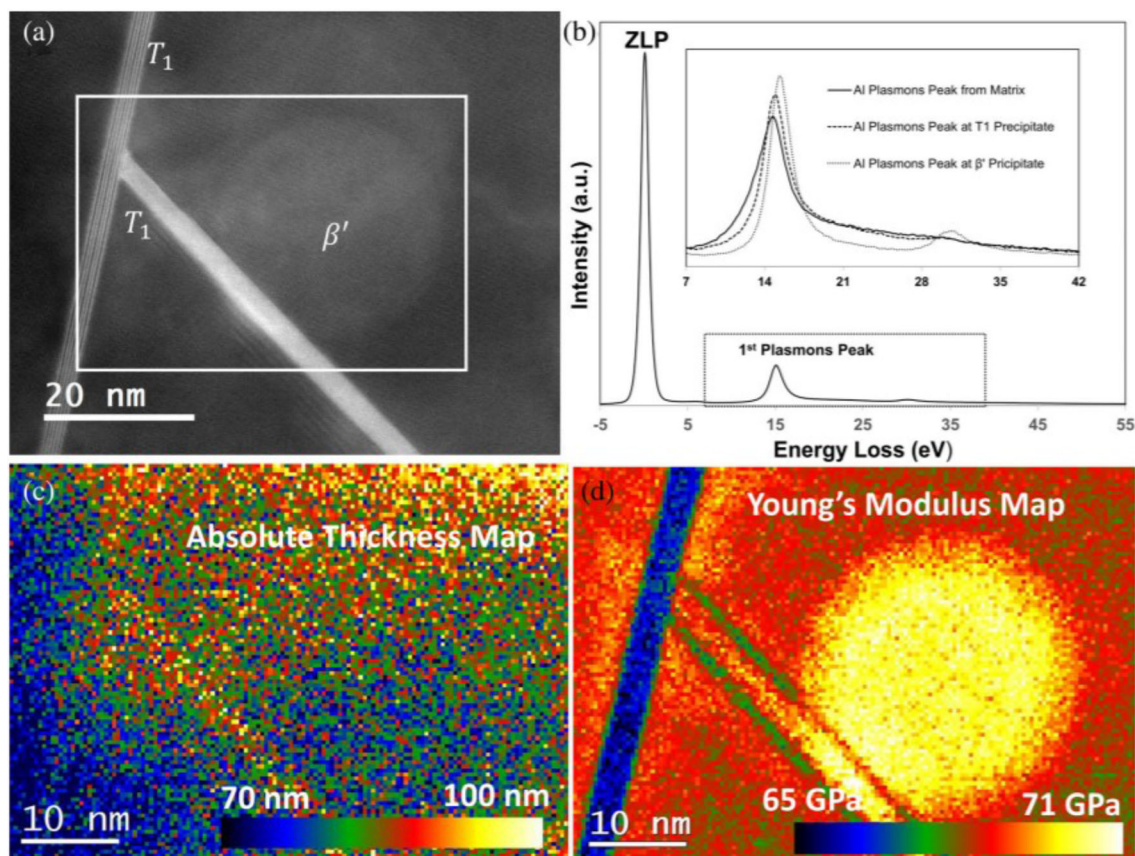 (a)
T₁
T₁
β′
20 nm
(b)
ZLP
Al Plasmons Peak from Matrix
Al Plasmons Peak at T1 Precipitate
Al Plasmons Peak at β' Pricipitate
7 14 21 28 35 42
1st Plasmons Peak
Intensity (a.u.)
-5 5 15 25 35 45 55
Energy Loss (eV)
(c)
Absolute Thickness Map
70 nm 100 nm
10 nm
(d)
Young's Modulus Map
65 GPa 71 GPa
10 nm